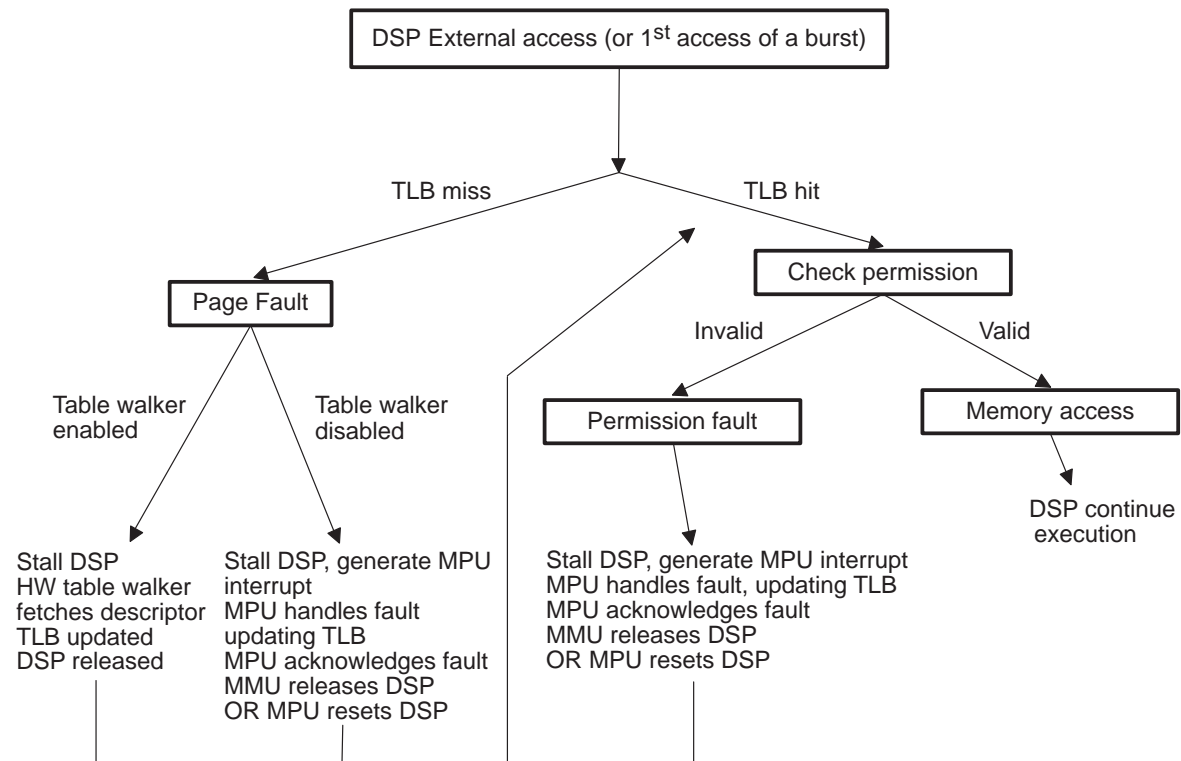 DSP External access (or 1st access of a burst)
TLB miss
TLB hit
Check permission
Page Fault
Invalid
Valid
Table walker
enabled
Table walker
disabled
Permission fault
Memory access
DSP continue
execution
Stall DSP
HW table walker
fetches descriptor
TLB updated
DSP released
Stall DSP, generate MPU
interrupt
MPU handles fault
updating TLB
MPU acknowledges fault
MMU releases DSP
OR MPU resets DSP
Stall DSP, generate MPU interrupt
MPU handles fault, updating TLB
MPU acknowledges fault
MMU releases DSP
OR MPU resets DSP